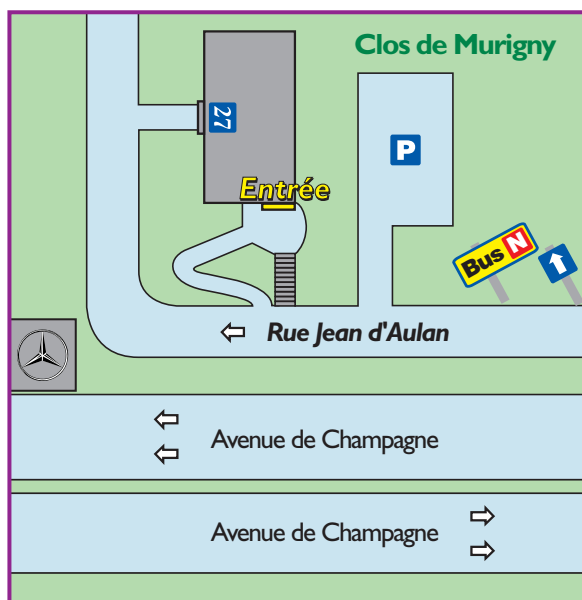 Clos de Murigny
27
P
Entrée
Bus N
Rue Jean d'Aulan
Avenue de Champagne
Avenue de Champagne